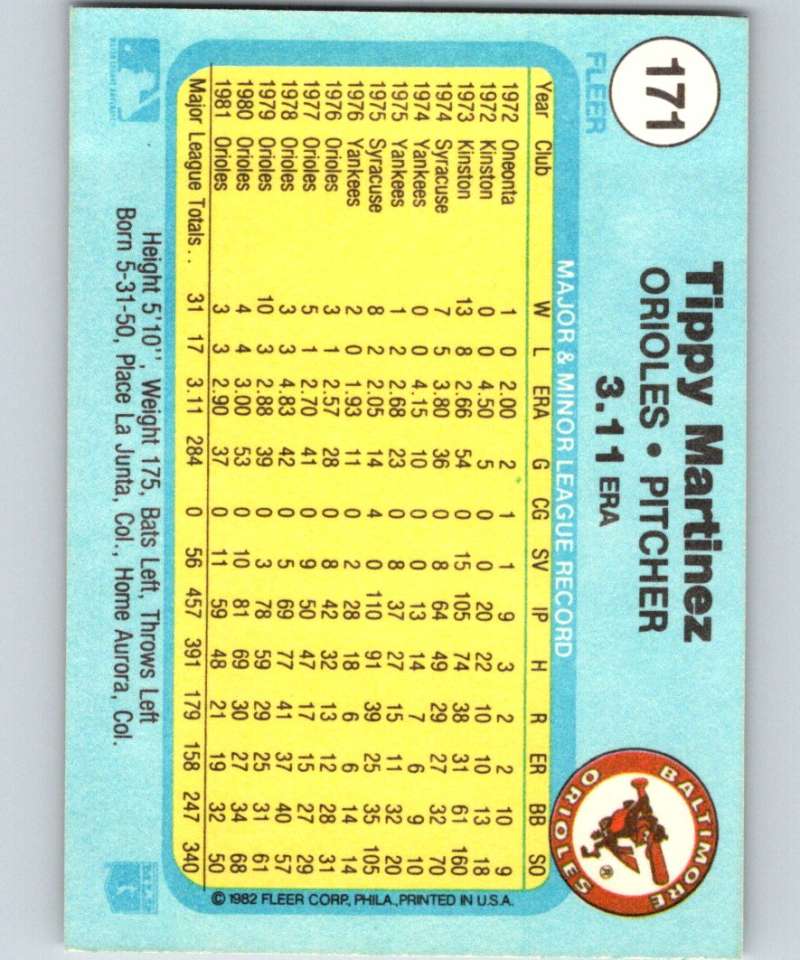 171
FLEER
Tippy Martinez
ORIOLES • PITCHER
3.11 ERA
BALTIMORE
ORIOLES
®
MAJOR & MINOR LEAGUE RECORD
Year Club W L ERA G CG SV IP H R ER BB SO
1972 Oneonta 1 0 2.00 2 1 1 9 3 2 2 10 9
1972 Kinston 0 0 4.50 5 0 0 20 22 10 10 13 18
1973 Kinston 13 8 2.66 54 0 15 105 74 38 31 61 160
1974 Syracuse 7 5 3.80 36 0 8 64 49 29 27 32 70
1974 Yankees 0 0 4.15 10 0 0 13 14 7 6 9 10
1975 Yankees 1 2 2.68 23 0 8 37 27 15 11 32 20
1975 Syracuse 8 2 2.05 14 4 0 110 91 39 25 35 105
1976 Yankees 2 0 1.93 11 0 2 28 18 6 6 14 14
1976 Orioles 3 1 2.57 28 0 8 42 32 13 12 28 31
1977 Orioles 5 1 2.70 41 0 9 50 47 17 15 27 29
1978 Orioles 3 3 4.83 42 0 5 69 77 41 37 40 57
1979 Orioles 10 3 2.88 39 0 3 78 59 29 25 31 61
1980 Orioles 4 4 3.00 53 0 10 81 69 30 27 34 68
1981 Orioles 3 3 2.90 37 0 11 59 48 21 19 32 50
Major League Totals . . 31 17 3.11 284 0 56 457 391 179 158 247 340
© 1982 FLEER CORP., PHILA., PRINTED IN U.S.A.
Height 5'10'', Weight 175, Bats Left, Throws Left
Born 5-31-50, Place La Junta, Col., Home Aurora, Col.